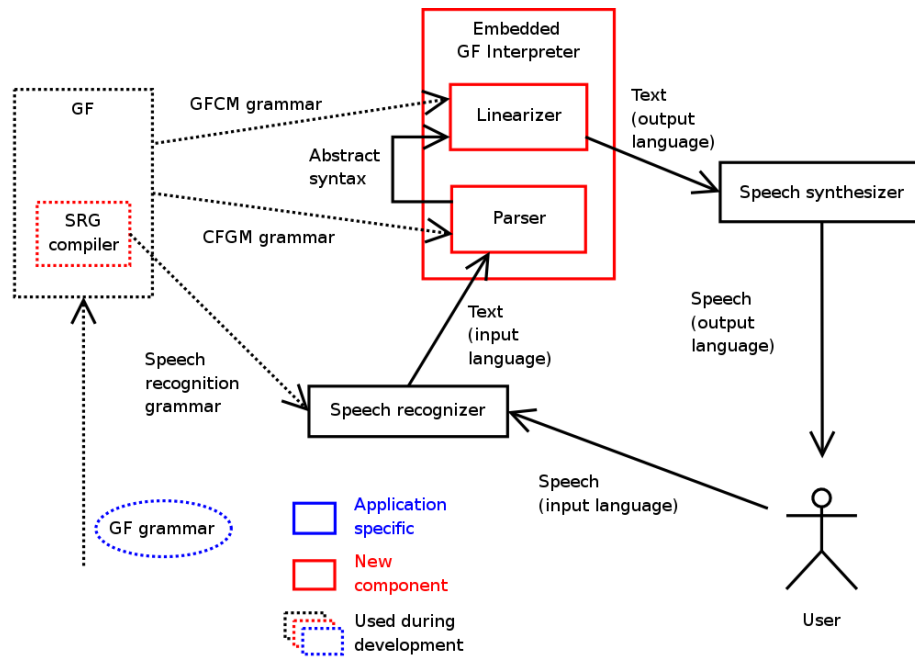 Embedded
GF Interpreter
GF
GFCM grammar
Linearizer
Text
(output
language)
Abstract
syntax
Speech synthesizer
Parser
SRG
compiler
CFGM grammar
Text
(input
language)
Speech
(output
language)
Speech
recognition
grammar
Speech recognizer
Speech
(input language)
GF grammar
Application
specific
New
component
Used during
development
User